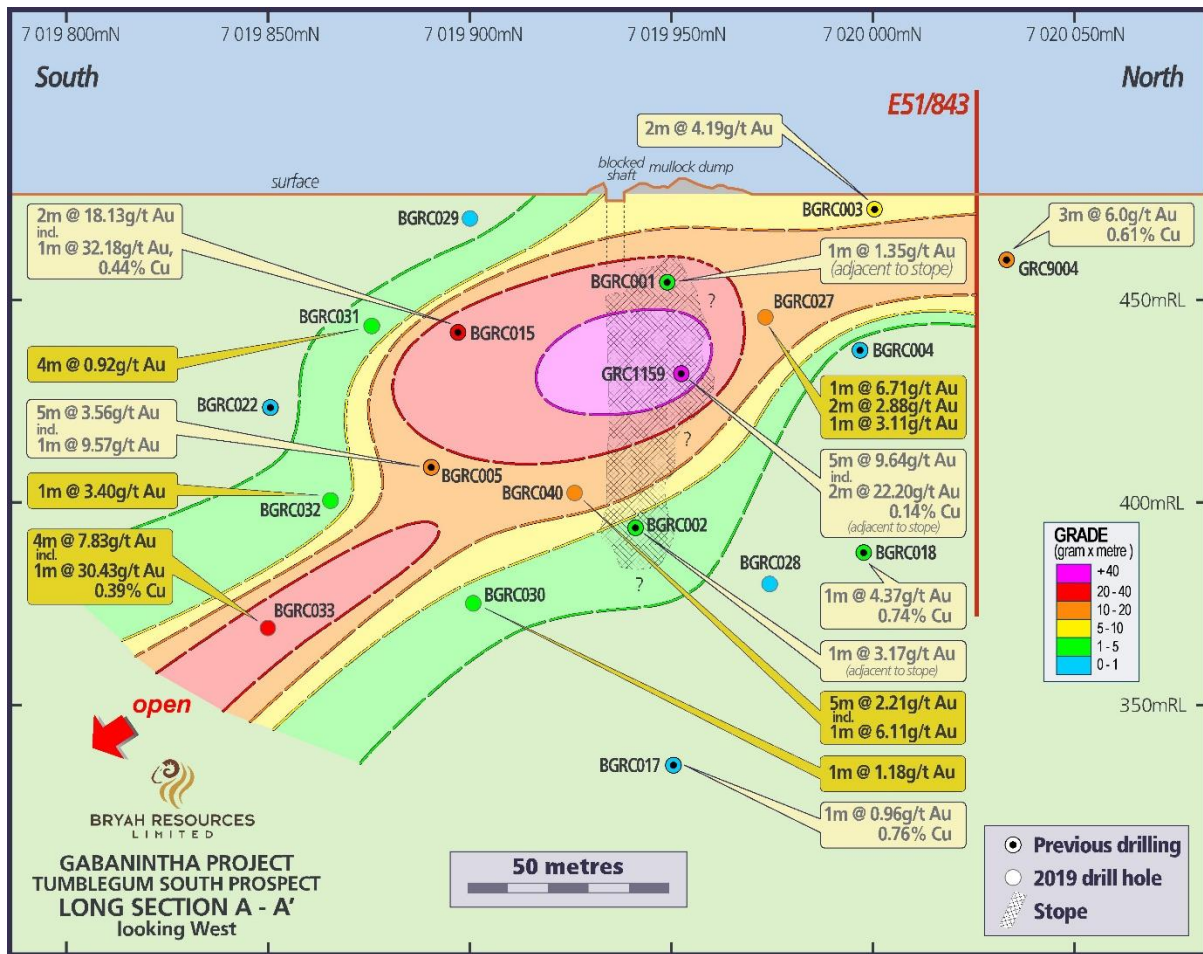 7 019 800mN
7 019 850mN
7 019 900mN
7 019 950mN
7 020 000mN
7 020 050mN
South
North
E51/843
2m @ 4.19g/t Au
blocked
shaft
mullock dump
surface
BGRC029
BGRC003
2m @ 18.13g/t Au
incl.
1m @ 32.18g/t Au,
0.44% Cu
3m @ 6.0g/t Au
0.61% Cu
GRC9004
1m @ 1.35g/t Au
(adjacent to stope)
BGRC001
?
BGRC027
450mRL
BGRC031
BGRC015
BGRC004
4m @ 0.92g/t Au
GRC1159
1m @ 6.71g/t Au
2m @ 2.88g/t Au
1m @ 3.11g/t Au
BGRC022
5m @ 3.56g/t Au
incl.
1m @ 9.57g/t Au
?
5m @ 9.64g/t Au
incl.
2m @ 22.20g/t Au
0.14% Cu
(adjacent to stope)
BGRC005
1m @ 3.40g/t Au
BGRC032
BGRC040
400mRL
BGRC002
4m @ 7.83g/t Au
incl.
1m @ 30.43g/t Au
0.39% Cu
BGRC018
BGRC028
?
GRADE
(gram x metre )
+40
20 - 40
10 - 20
5 - 10
1 - 5
0 - 1
1m @ 4.37g/t Au
0.74% Cu
BGRC033
BGRC030
1m @ 3.17g/t Au
(adjacent to stope)
5m @ 2.21g/t Au
incl.
1m @ 6.11g/t Au
350mRL
open
BGRC017
1m @ 1.18g/t Au
1m @ 0.96g/t Au
0.76% Cu
BRYAH RESOURCES
LIMITED
GABANINTHA PROJECT
TUMBLEGUM SOUTH PROSPECT
LONG SECTION A - A'
looking West
50 metres
Previous drilling
2019 drill hole
Stope